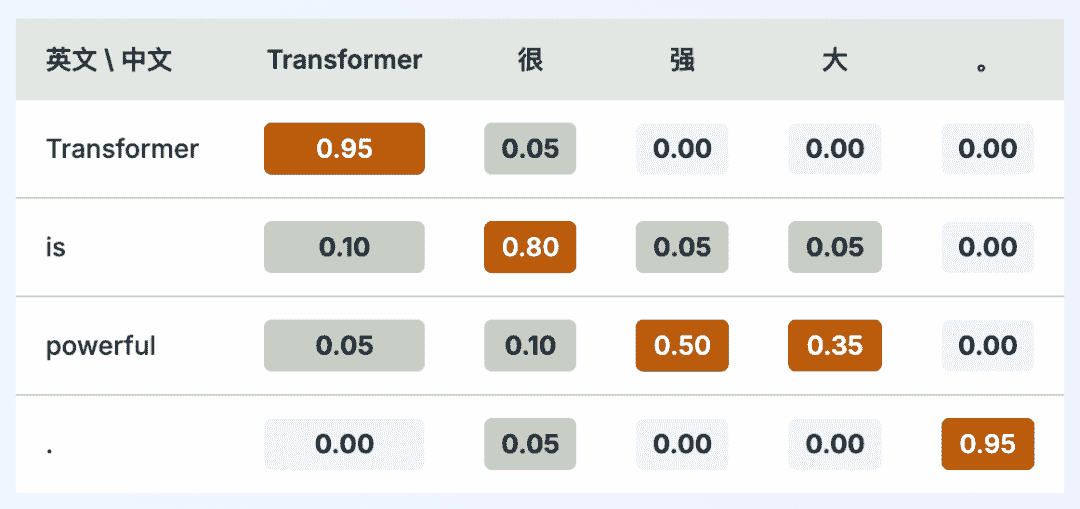 英文 \ 中文 Transformer 很 强 大 。
Transformer 0.95 0.05 0.00 0.00 0.00
is 0.10 0.80 0.05 0.05 0.00
powerful 0.05 0.10 0.50 0.35 0.00
. 0.00 0.05 0.00 0.00 0.95